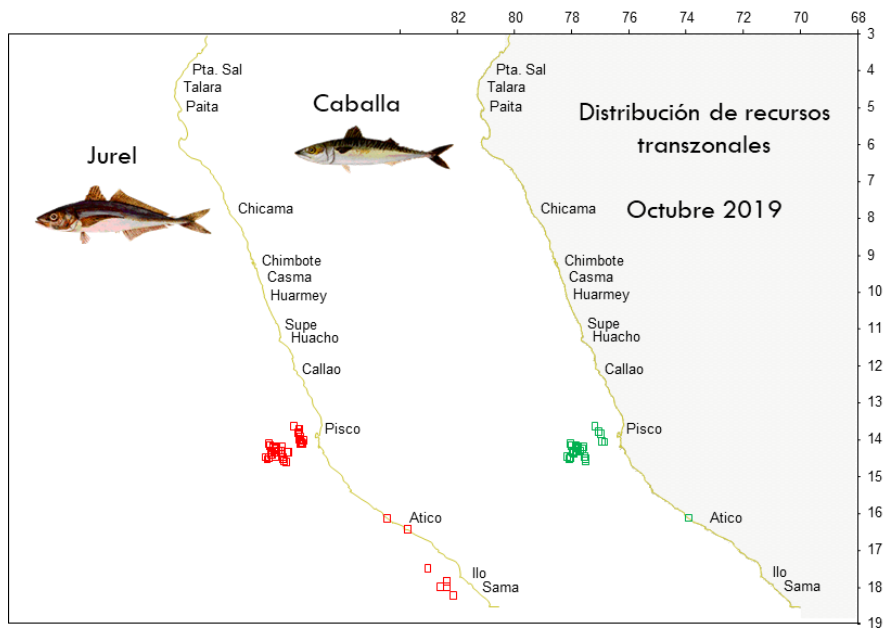 82 80 78 76 74 72 70 68
3
4
5
6
7
8
9
10
11
12
13
14
15
16
17
18
19
Jurel
Caballa
Distribución de recursos
transzonales
Octubre 2019
Pta. Sal
Talara
Paita
Chicama
Chimbote
Casma
Huarmey
Supe
Huacho
Callao
Pisco
Atico
Ilo
Sama
Pta. Sal
Talara
Paita
Chicama
Chimbote
Casma
Huarmey
Supe
Huacho
Callao
Pisco
Atico
Ilo
Sama